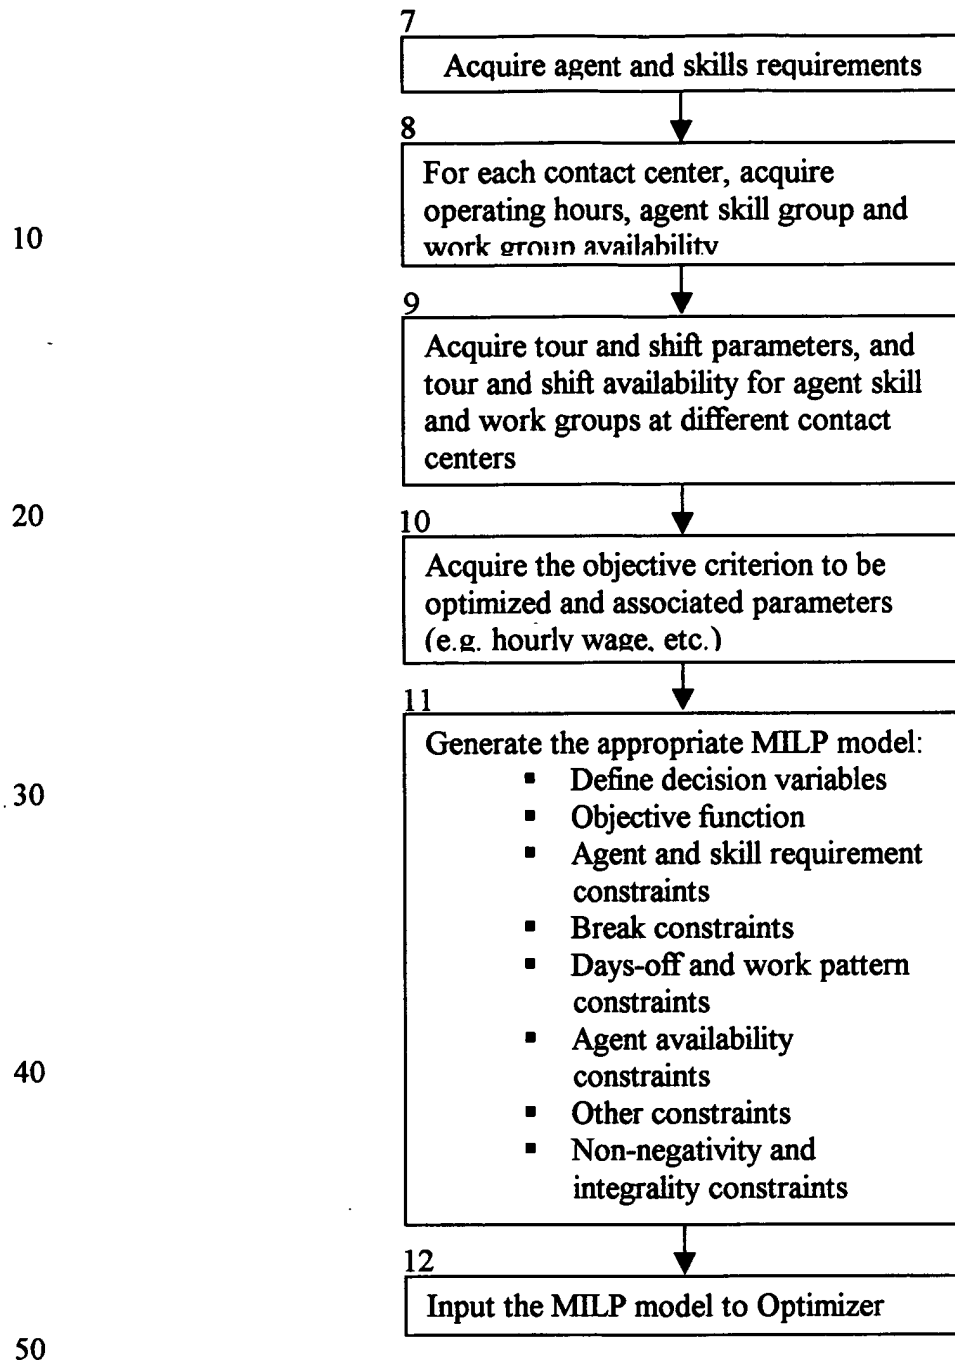 7
Acquire agent and skills requirements
8
For each contact center, acquire
operating hours, agent skill group and
work group availability
10
9
Acquire tour and shift parameters, and
tour and shift availability for agent skill
and work groups at different contact
centers
20
10
Acquire the objective criterion to be
optimized and associated parameters
(e.g. hourly wage, etc.)
11
Generate the appropriate MILP model:
▪ Define decision variables
30
▪ Objective function
▪ Agent and skill requirement
constraints
▪ Break constraints
▪ Days-off and work pattern
constraints
▪ Agent availability
constraints
40
▪ Other constraints
▪ Non-negativity and
integrality constraints
12
Input the MILP model to Optimizer
50